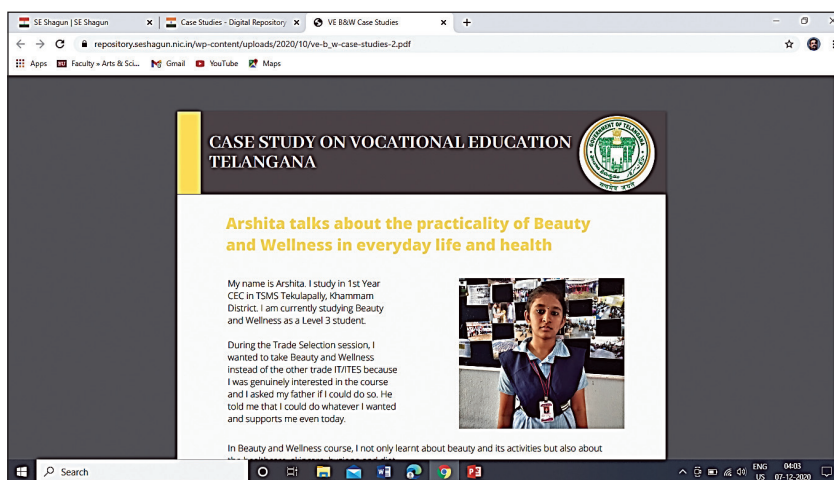 SE Shagun | SE Shagun
Case Studies - Digital Repository
VE B&W Case Studies
repository.seshagun.nic.in/wp-content/uploads/2020/10/ve-b_w-case-studies-2.pdf
Apps
Faculty » Arts & Sci...
Gmail
YouTube
Maps
CASE STUDY ON VOCATIONAL EDUCATION
TELANGANA
GOVERNMENT OF TELANGANA
सत्यमेव जयते
Arshita talks about the practicality of Beauty
and Wellness in everyday life and health
My name is Arshita. I study in 1st Year
CEC in TSMS Tekulapally, Khammam
District. I am currently studying Beauty
and Wellness as a Level 3 student.
During the Trade Selection session, I
wanted to take Beauty and Wellness
instead of the other trade IT/ITES because
I was genuinely interested in the course
and I asked my father if I could do so. He
told me that I could do whatever I wanted
and supports me even today.
In Beauty and Wellness course, I not only learnt about beauty and its activities but also about
Search
ENG
04:03
US
07-12-2020